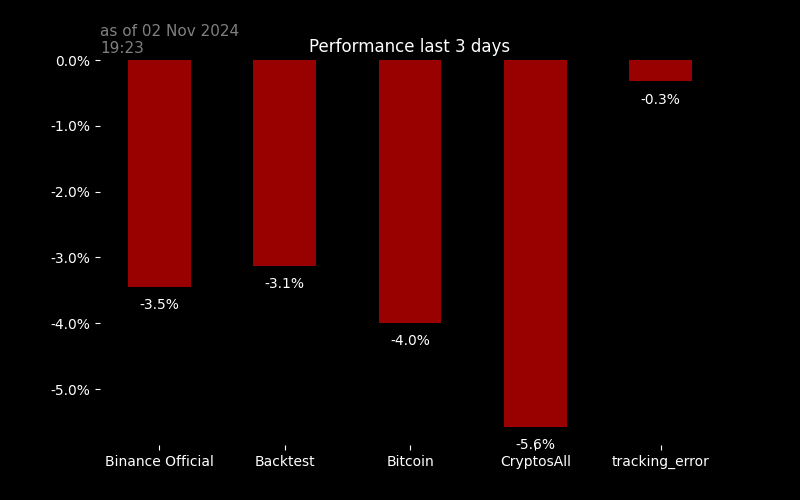 as of 02 Nov 2024
19:23
Performance last 3 days
0.0%
-1.0%
-2.0%
-3.0%
-4.0%
-5.0%
-3.5%
-3.1%
-4.0%
-5.6%
-0.3%
Binance Official
Backtest
Bitcoin
CryptosAll
tracking_error